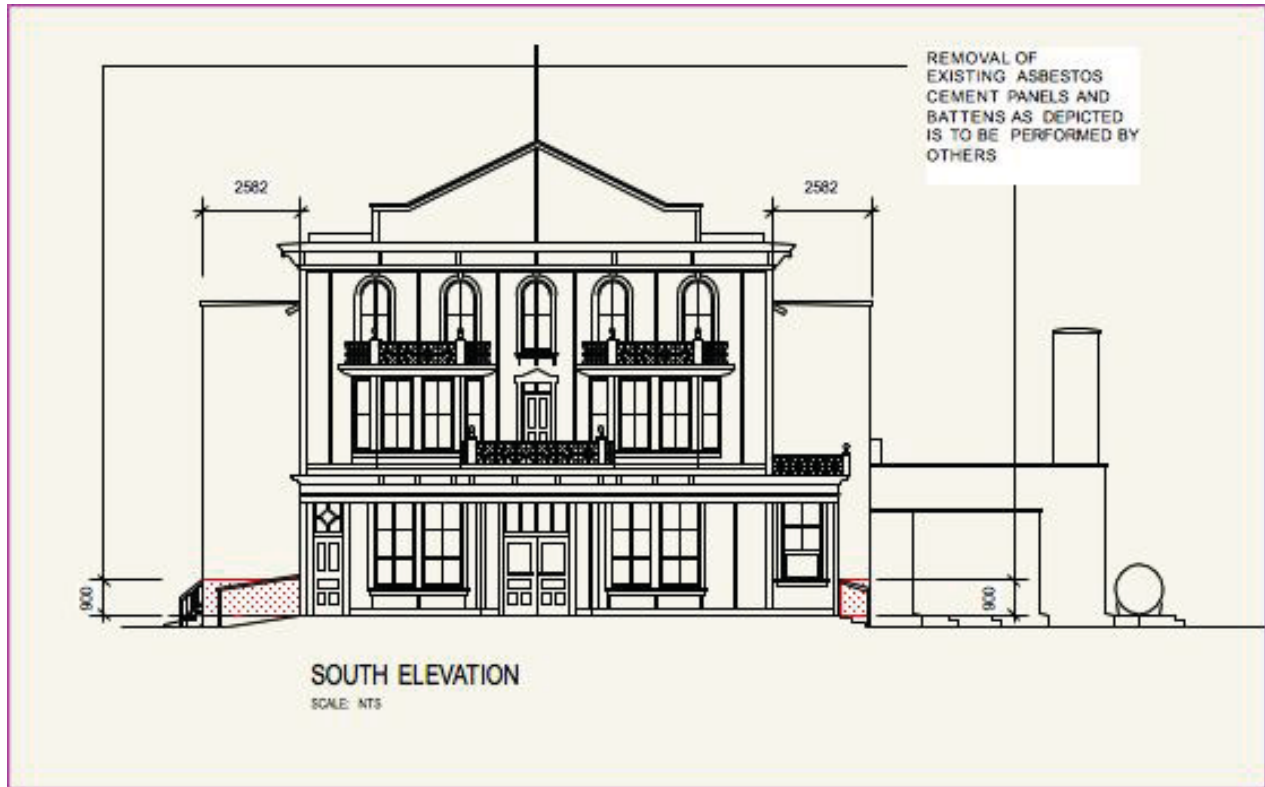 REMOVAL OF
EXISTING ASBESTOS
CEMENT PANELS AND
BATTENS AS DEPICTED
IS TO BE PERFORMED BY
OTHERS
2582
2582
900
900
SOUTH ELEVATION
SCALE: NTS